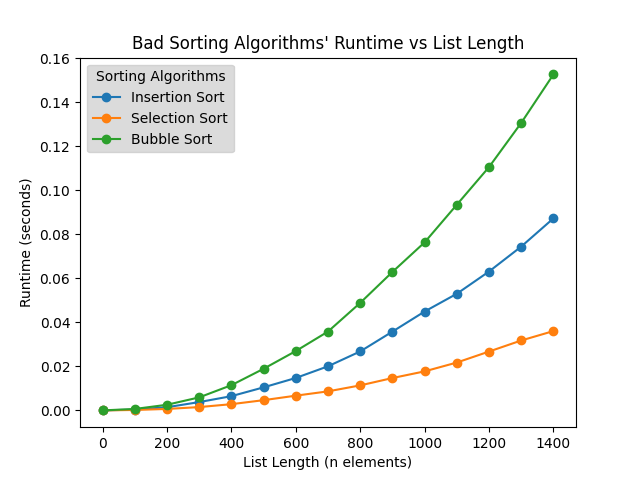 Bad Sorting Algorithms' Runtime vs List Length
Sorting Algorithms
Insertion Sort
Selection Sort
Bubble Sort
Runtime (seconds)
0.16
0.14
0.12
0.10
0.08
0.06
0.04
0.02
0.00
0 200 400 600 800 1000 1200 1400
List Length (n elements)